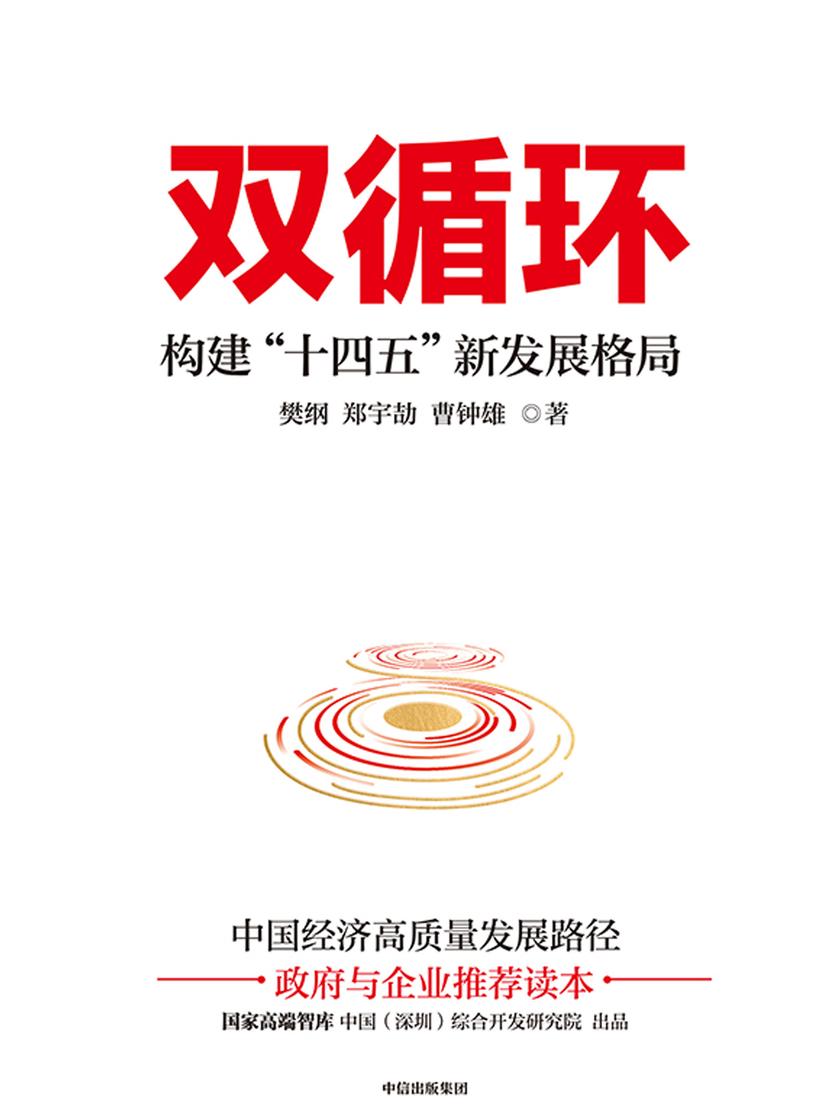 双循环
构建“十四五”新发展格局
樊纲 郑宇劼 曹钟雄 ◎著
中国经济高质量发展路径
政府与企业推荐读本
国家高端智库 中国（深圳）综合开发研究院 出品
中信出版集团